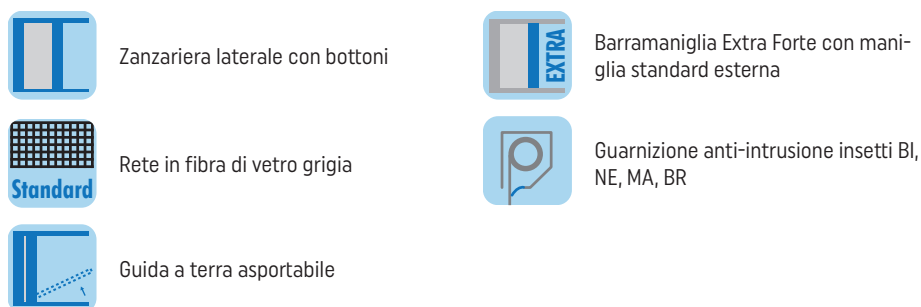 Zanzariera laterale con bottoni
Standard
Rete in fibra di vetro grigia
Guida a terra asportabile
EXTRA
Barramaniglia Extra Forte con mani-
glia standard esterna
Guarnizione anti-intrusione insetti BI,
NE, MA, BR